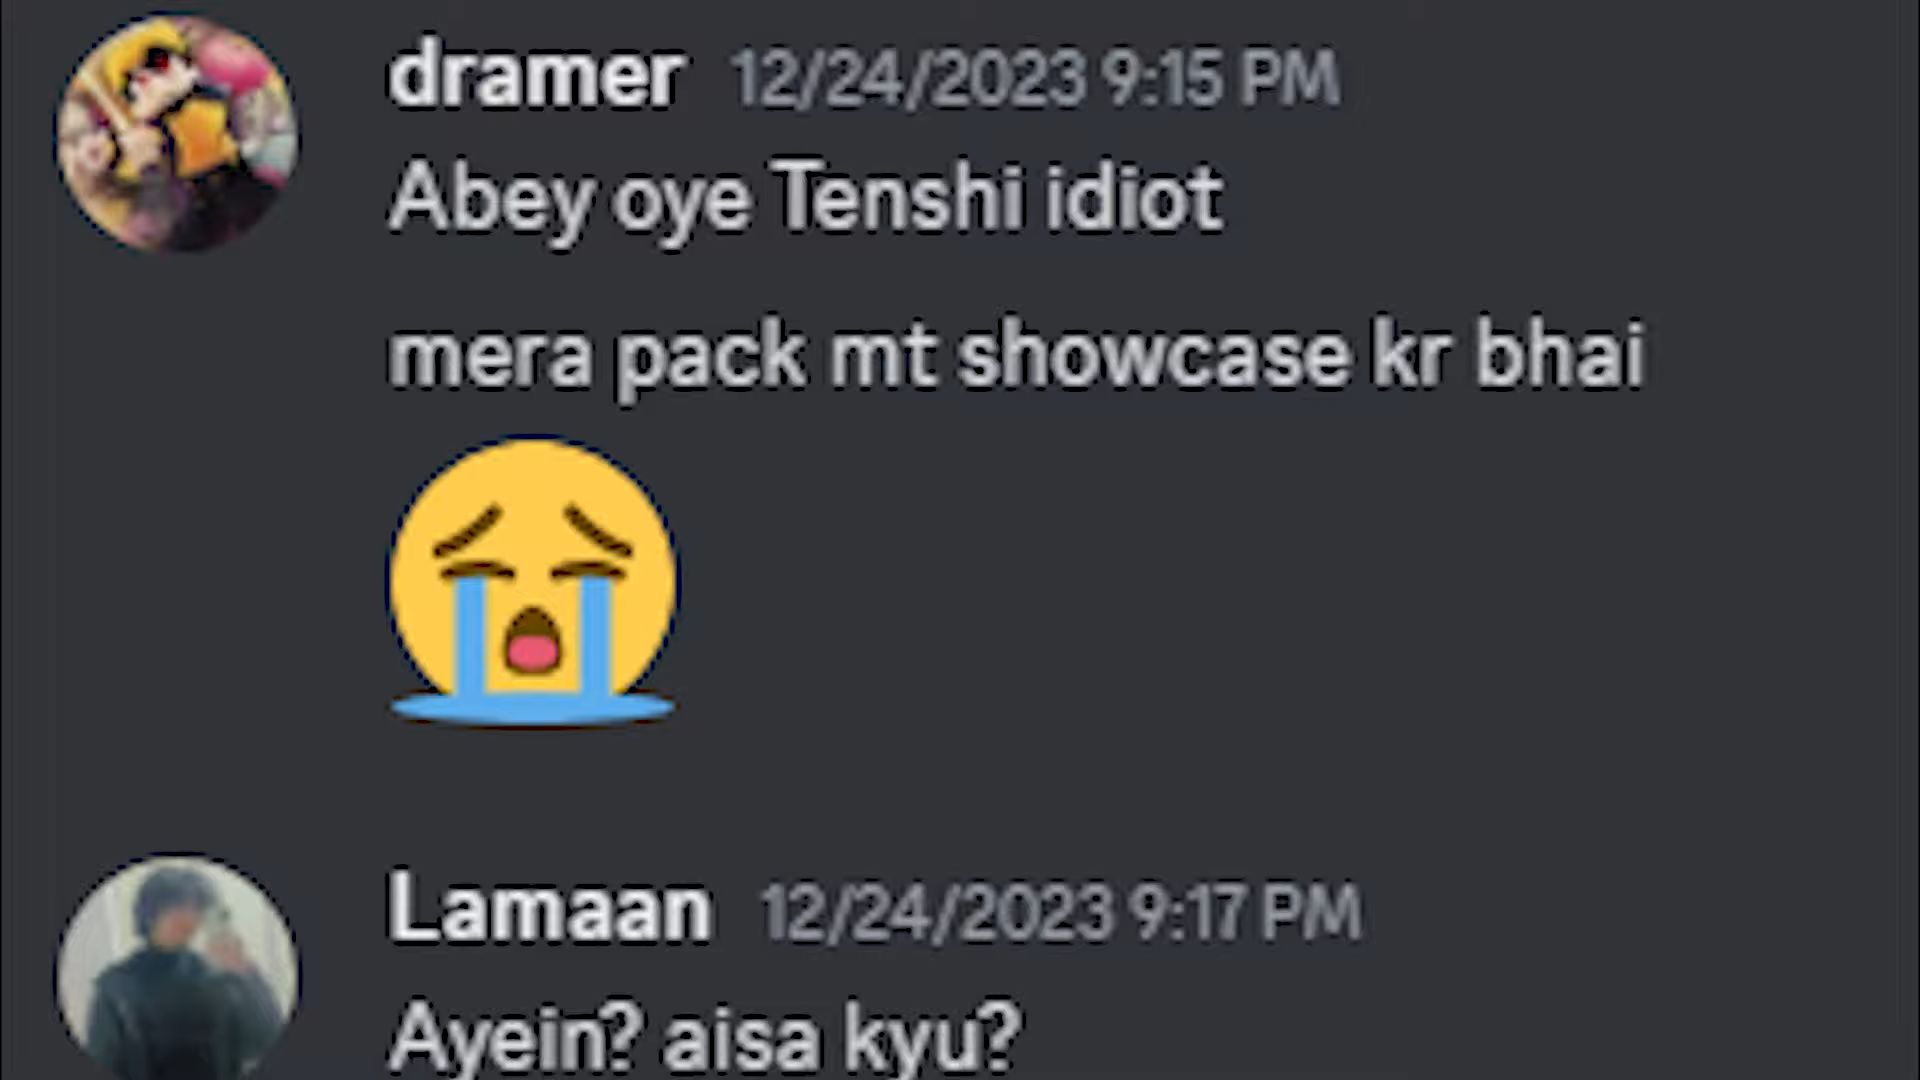 dramer 12/24/2023 9:15 PM
Abey oye Tenshi idiot
mera pack mt showcase kr bhai
Lamaan 12/24/2023 9:17 PM
Ayein? aisa kyu?